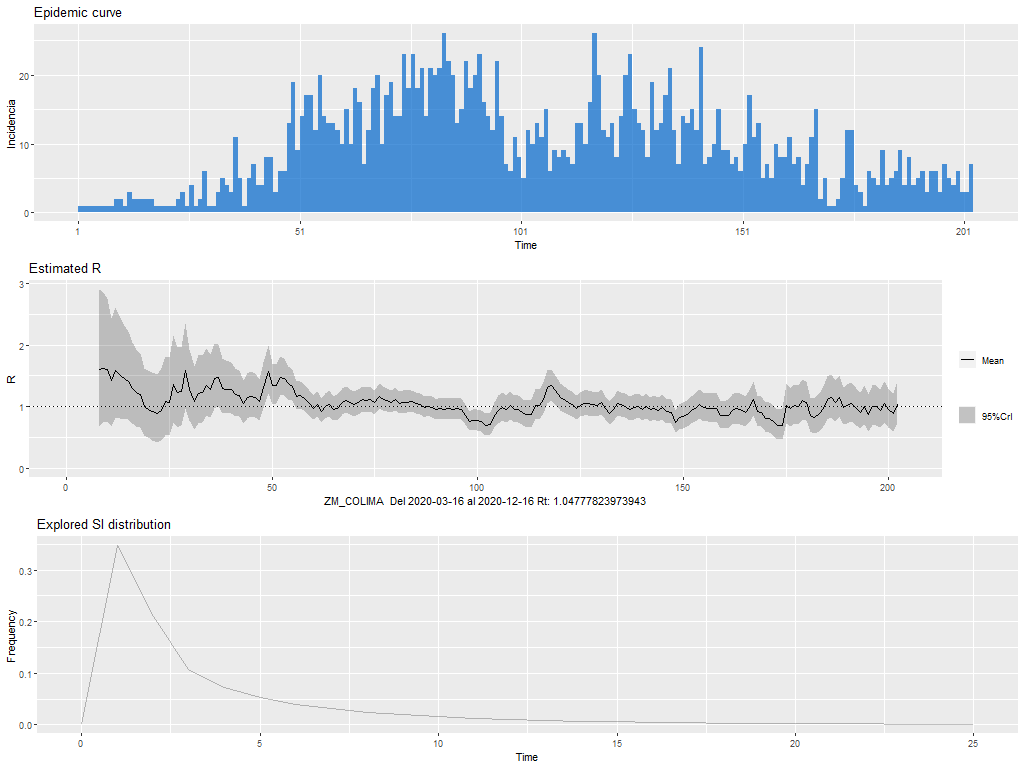 Epidemic curve
Incidencia
20
10
0
1
51
101
151
201
Time
Estimated R
R
3
2
1
0
0
50
100
150
200
Mean
95%CrI
ZM_COLIMA  Del 2020-03-16 al 2020-12-16 Rt: 1.04777823973943
Explored SI distribution
Frequency
0.3
0.2
0.1
0.0
0
5
10
15
20
25
Time